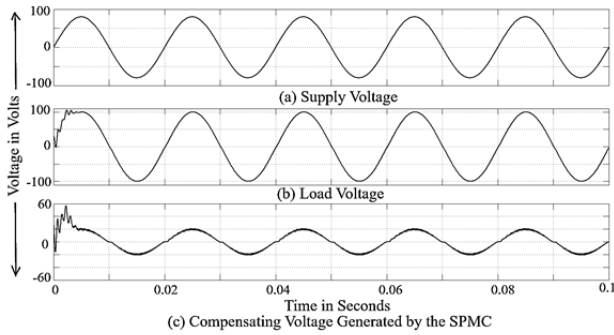 Voltage in Volts
100
0
-100
(a) Supply Voltage
100
0
-100
(b) Load Voltage
60
0
-60
0 0.02 0.04 0.06 0.08 0.1
Time in Seconds
(c) Compensating Voltage Generated by the SPMC